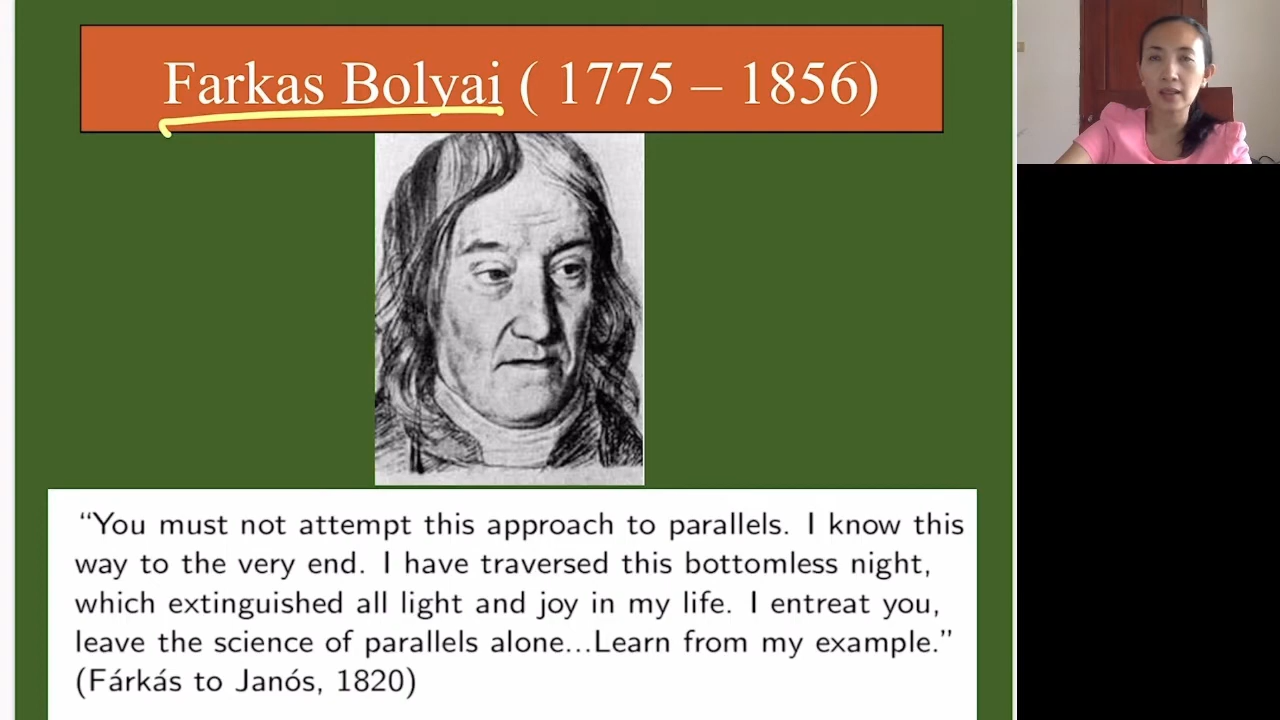 Farkas Bolyai ( 1775 – 1856)
“You must not attempt this approach to parallels. I know this
way to the very end. I have traversed this bottomless night,
which extinguished all light and joy in my life. I entreat you,
leave the science of parallels alone...Learn from my example.”
(Fárkás to Janós, 1820)